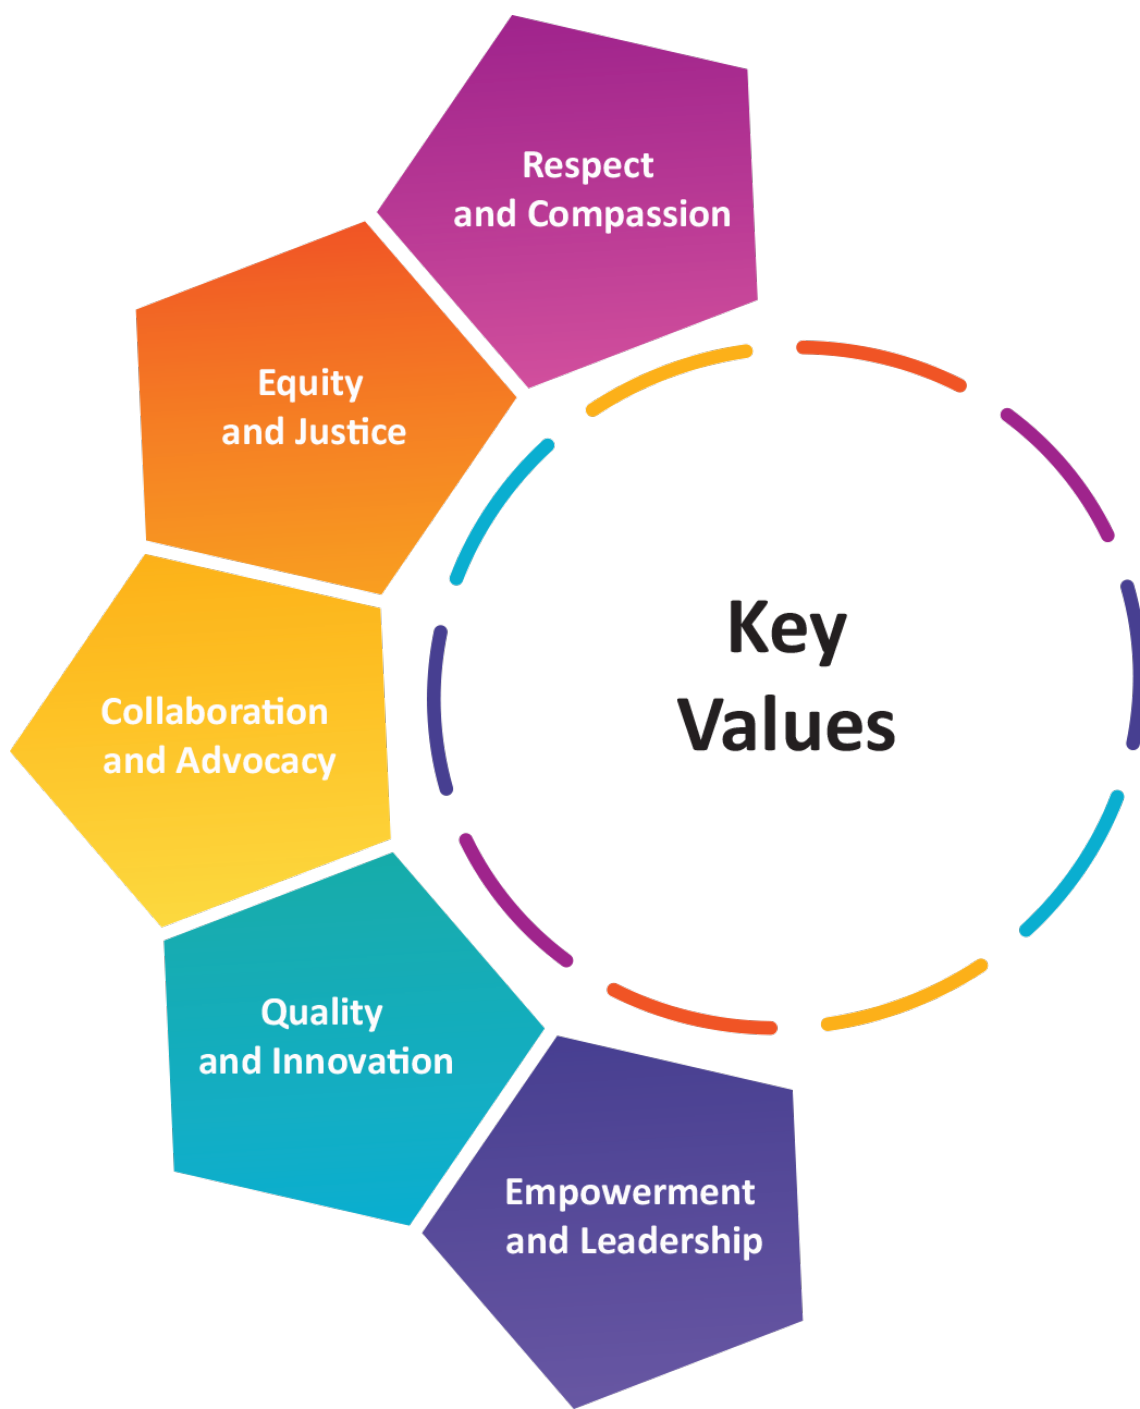 Respect
and Compassion
Equity
and Justice
Collaboration
and Advocacy
Quality
and Innovation
Empowerment
and Leadership
Key
Values